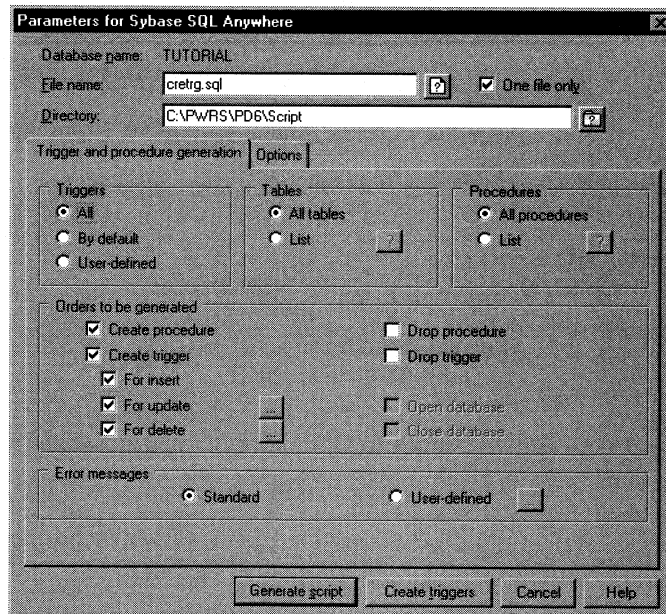 Parameters for Sybase SQL Anywhere
Database name: TUTORIAL
File name: cretrg.sql ? One file only
Directory: C:\PWRS\PD6\Script ?
Trigger and procedure generation Options
Triggers Tables Procedures
All All tables All procedures
By default List ? List ?
User-defined
Orders to be generated
Create procedure Drop procedure
Create trigger Drop trigger
For insert
For update ... Open database
For delete ... Close database
Error messages
Standard User-defined
Generate script Create triggers Cancel Help